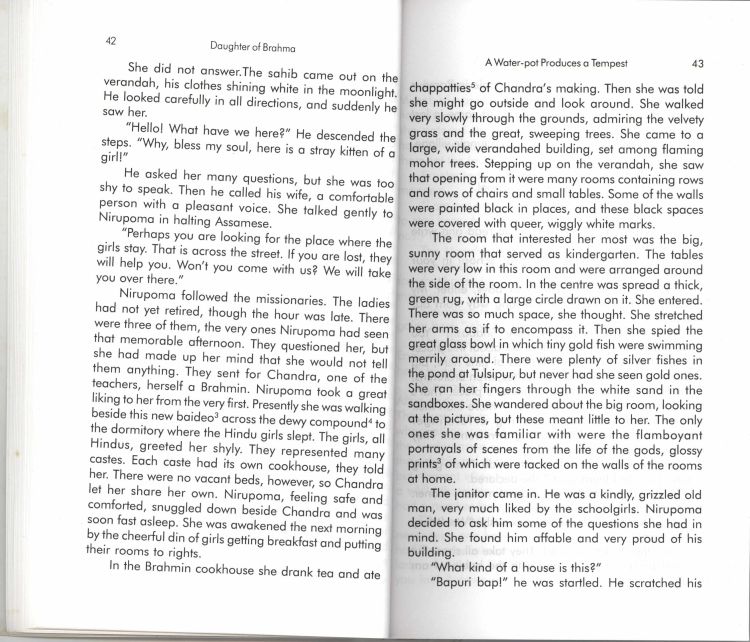 42
Daughter of Brahma
She did not answer.The sahib came out on the
verandah, his clothes shining white in the moonlight.
He looked carefully in all directions, and suddenly he
saw her.
"Hello! What have we here?" He descended the
steps. "Why, bless my soul, here is a stray kitten of a
girl!"
He asked her many questions, but she was too
shy to speak. Then he called his wife, a comfortable
person with a pleasant voice. She talked gently to
Nirupoma in halting Assamese.
"Perhaps you are looking for the place where the
girls stay. That is across the street. If you are lost, they
will help you. Won't you come with us? We will take
you over there."
Nirupoma followed the missionaries. The ladies
had not yet retired, though the hour was late. There
were three of them, the very ones Nirupoma had seen
that memorable afternoon. They questioned her, but
she had made up her mind that she would not tell
them anything. They sent for Chandra, one of the
teachers, herself a Brahmin. Nirupoma took a great
liking to her from the very first. Presently she was walking
beside this new baideo³ across the dewy compound⁴ to
the dormitory where the Hindu girls slept. The girls, all
Hindus, greeted her shyly. They represented many
castes. Each caste had its own cookhouse, they told
her. There were no vacant beds, however, so Chandra
let her share her own. Nirupoma, feeling safe and
comforted, snuggled down beside Chandra and was
soon fast asleep. She was awakened the next morning
by the cheerful din of girls getting breakfast and putting
their rooms to rights.
In the Brahmin cookhouse she drank tea and ate
A Water-pot Produces a Tempest
43
chappatties⁵ of Chandra's making. Then she was told
she might go outside and look around. She walked
very slowly through the grounds, admiring the velvety
grass and the great, sweeping trees. She came to a
large, wide verandahed building, set among flaming
mohor trees. Stepping up on the verandah, she saw
that opening from it were many rooms containing rows
and rows of chairs and small tables. Some of the walls
were painted black in places, and these black spaces
were covered with queer, wiggly white marks.
The room that interested her most was the big,
sunny room that served as kindergarten. The tables
were very low in this room and were arranged around
the side of the room. In the centre was spread a thick,
green rug, with a large circle drawn on it. She entered.
There was so much space, she thought. She stretched
her arms as if to encompass it. Then she spied the
great glass bowl in which tiny gold fish were swimming
merrily around. There were plenty of silver fishes in
the pond at Tulsipur, but never had she seen gold ones.
She ran her fingers through the white sand in the
sandboxes. She wandered about the big room, looking
at the pictures, but these meant little to her. The only
ones she was familiar with were the flamboyant
portrayals of scenes from the life of the gods, glossy
prints³ of which were tacked on the walls of the rooms
at home.
The janitor came in. He was a kindly, grizzled old
man, very much liked by the schoolgirls. Nirupoma
decided to ask him some of the questions she had in
mind. She found him affable and very proud of his
building.
"What kind of a house is this?"
"Bapuri bap!" he was startled. He scratched his